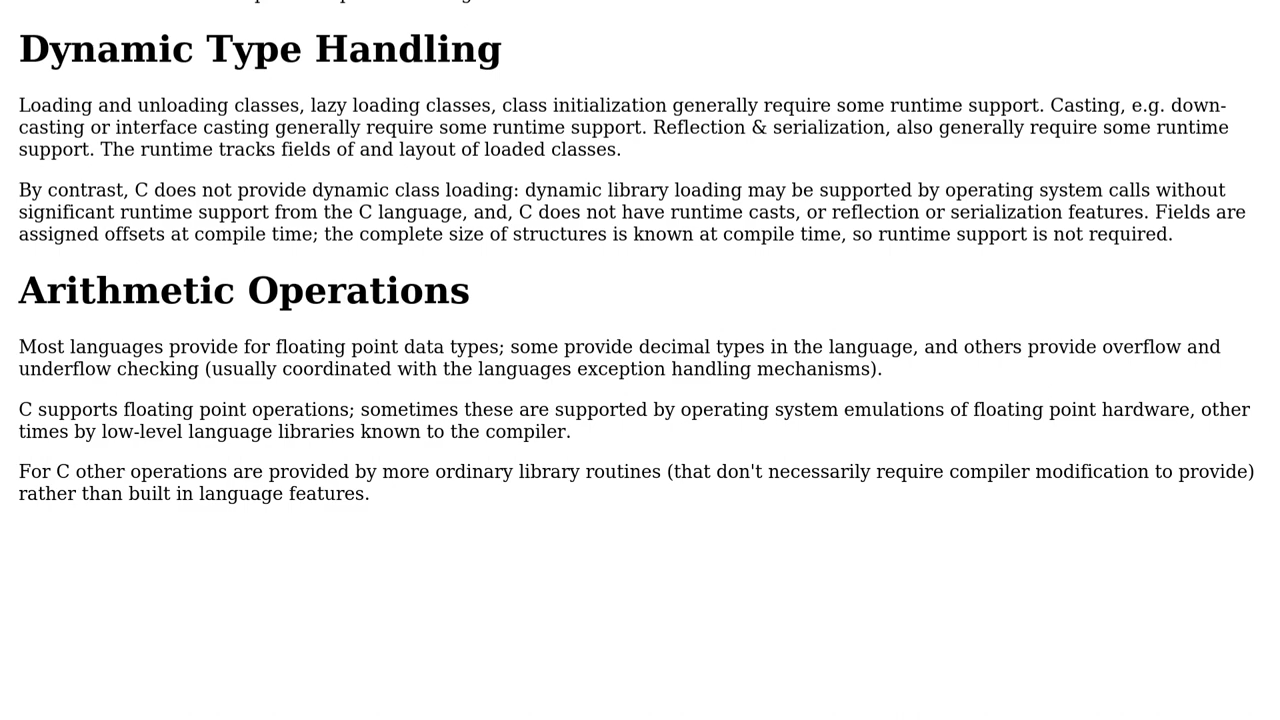 Dynamic Type Handling
Loading and unloading classes, lazy loading classes, class initialization generally require some runtime support. Casting, e.g. down-
casting or interface casting generally require some runtime support. Reflection & serialization, also generally require some runtime
support. The runtime tracks fields of and layout of loaded classes.
By contrast, C does not provide dynamic class loading: dynamic library loading may be supported by operating system calls without
significant runtime support from the C language, and, C does not have runtime casts, or reflection or serialization features. Fields are
assigned offsets at compile time; the complete size of structures is known at compile time, so runtime support is not required.
Arithmetic Operations
Most languages provide for floating point data types; some provide decimal types in the language, and others provide overflow and
underflow checking (usually coordinated with the languages exception handling mechanisms).
C supports floating point operations; sometimes these are supported by operating system emulations of floating point hardware, other
times by low-level language libraries known to the compiler.
For C other operations are provided by more ordinary library routines (that don't necessarily require compiler modification to provide)
rather than built in language features.